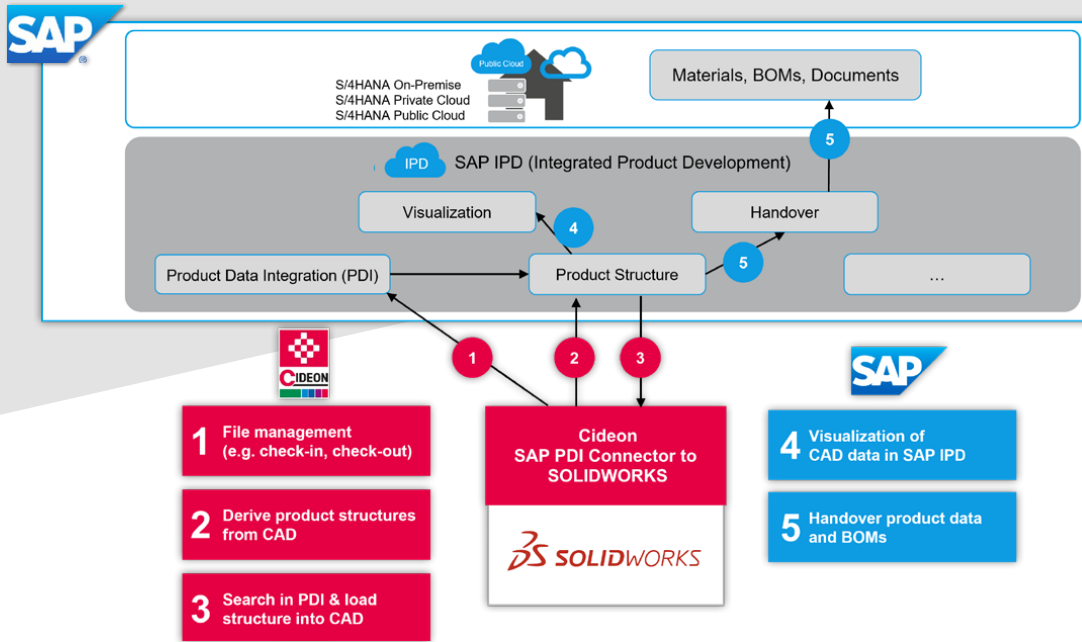 SAP
®
Public Cloud
S/4HANA On-Premise
S/4HANA Private Cloud
S/4HANA Public Cloud
Materials, BOMs, Documents
5
IPD
SAP IPD (Integrated Product Development)
Visualization
4
Handover
5
Product Data Integration (PDI)
Product Structure
...
1
2
3
CIDEON
SAP
1 File management
(e.g. check-in, check-out)
2 Derive product structures
from CAD
3 Search in PDI & load
structure into CAD
Cideon
SAP PDI Connector to
SOLIDWORKS
SOLIDWORKS
4 Visualization of
CAD data in SAP IPD
5 Handover product data
and BOMs